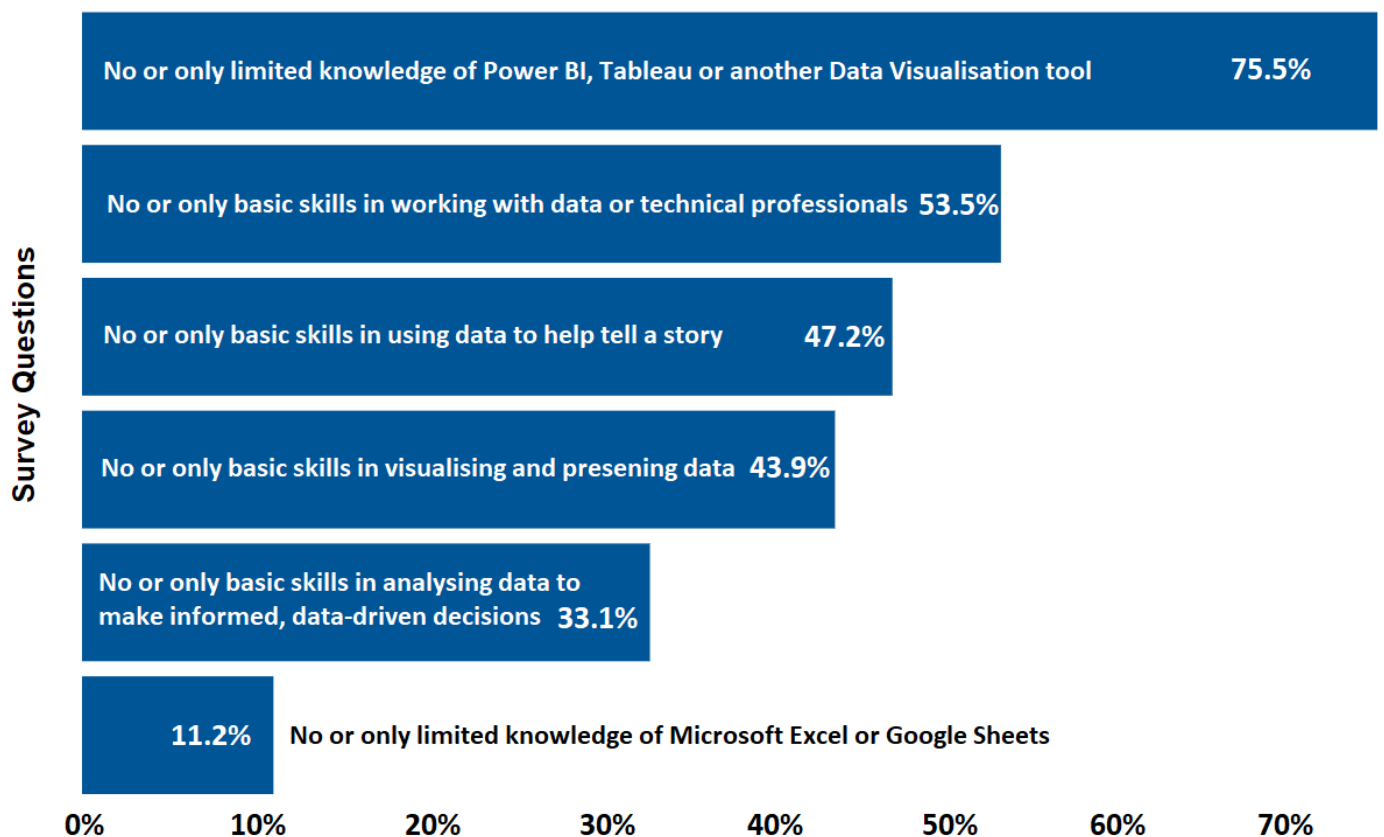 No or only limited knowledge of Power BI, Tableau or another Data Visualisation tool 75.5%
No or only basic skills in working with data or technical professionals 53.5%
No or only basic skills in using data to help tell a story 47.2%
No or only basic skills in visualising and presening data 43.9%
No or only basic skills in analysing data to
make informed, data-driven decisions 33.1%
11.2% No or only limited knowledge of Microsoft Excel or Google Sheets
Survey Questions
0% 10% 20% 30% 40% 50% 60% 70%